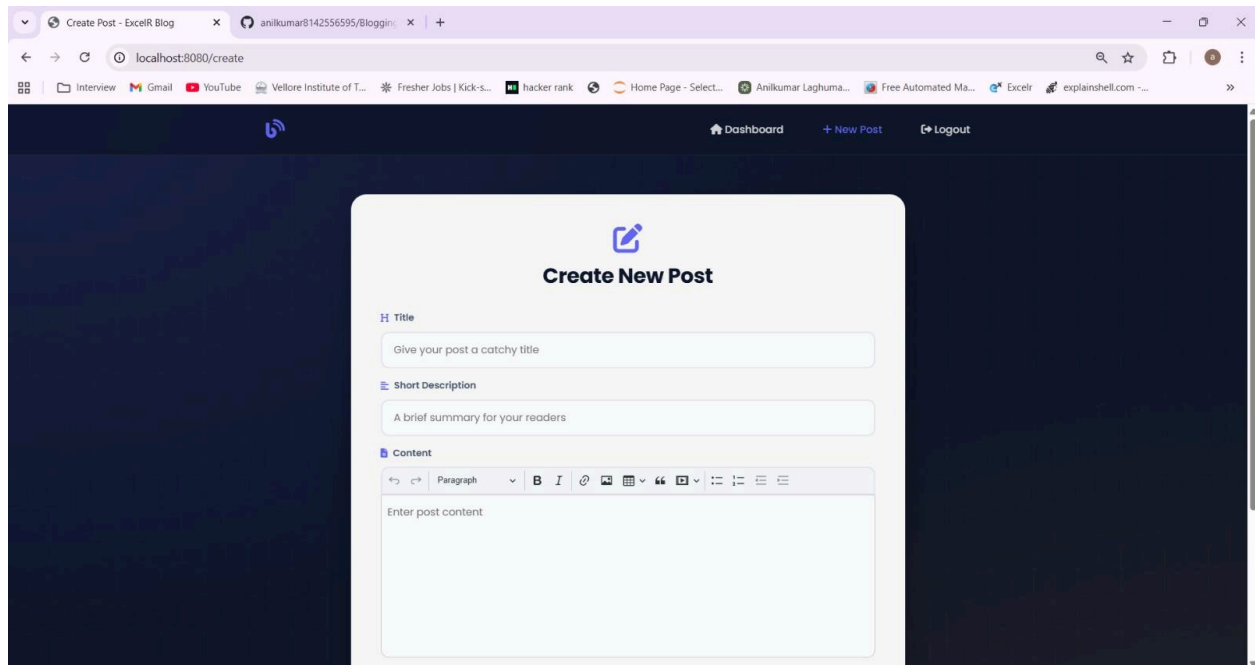 Create Post - ExcelR Blog
anilkumar8142556595/Blogging
localhost:8080/create
Interview Gmail YouTube Vellore Institute of T... Fresher Jobs | Kick-s... hacker rank Home Page - Select... Anilkumar Laghuma... Free Automated Ma... Excelr explainshell.com -...
Dashboard + New Post Logout
Create New Post
H Title
Give your post a catchy title
Short Description
A brief summary for your readers
Content
Paragraph B I
Enter post content